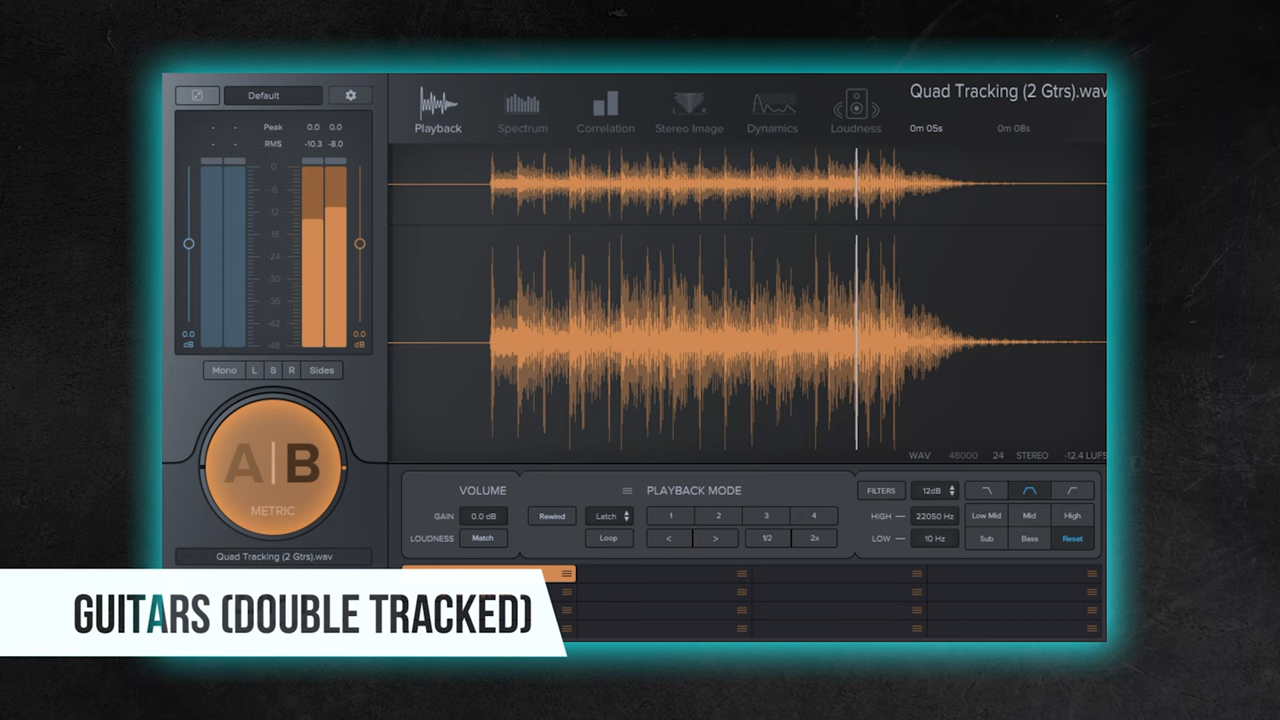 Default
Playback
Spectrum
Correlation
Stereo Image
Dynamics
Loudness
Quad Tracking (2 Gtrs).wav
0m 05s
0m 08s
- - Peak 0.0 0.0
- - RMS -10.3 -8.0
0
-6
-12
-18
-24
-30
-36
-42
-48
0.0
dB
0.0
dB
Mono L S R Sides
A|B
METRIC
Quad Tracking (2 Gtrs).wav
WAV 48000 24 STEREO -12.4 LUFS
VOLUME
GAIN 0.0 dB
LOUDNESS Match
PLAYBACK MODE
Rewind Latch 1 2 3 4
Loop < > 1/2 2x
FILTERS 12dB
HIGH 22050 Hz Low Mid Mid High
LOW 10 Hz Sub Bass Reset
GUITARS (DOUBLE TRACKED)